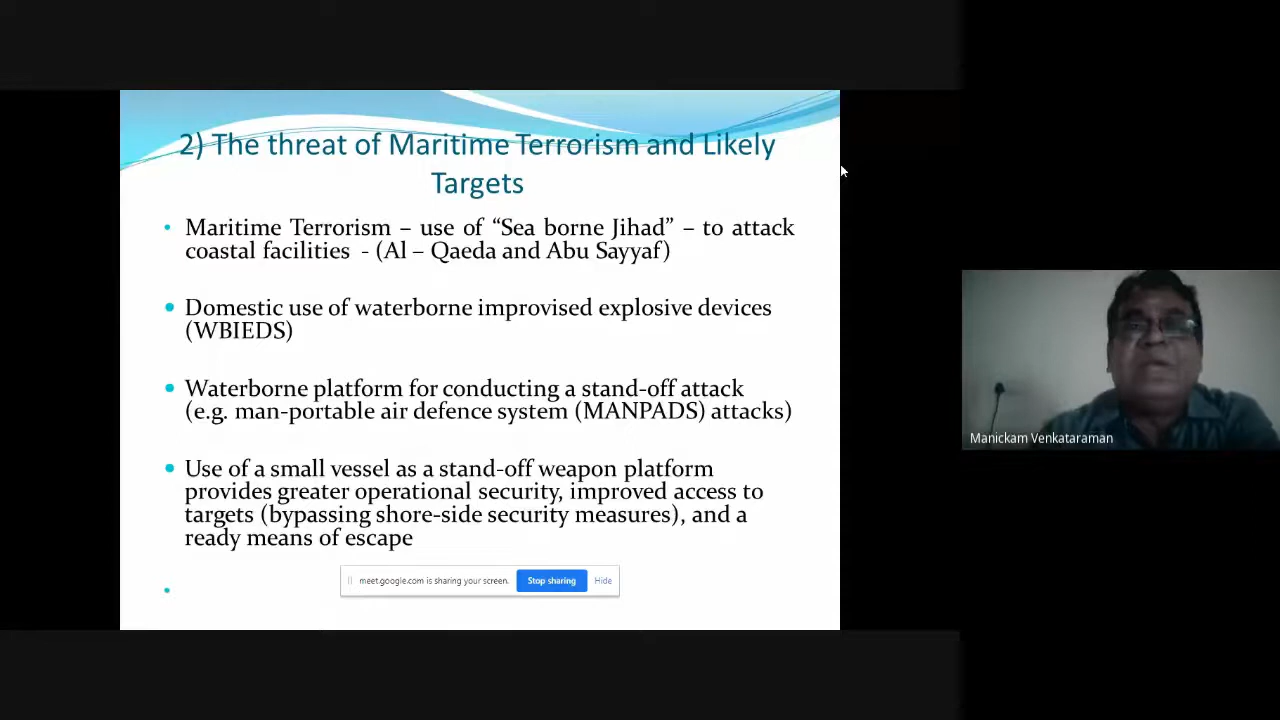 2) The threat of Maritime Terrorism and Likely
Targets
• Maritime Terrorism – use of “Sea borne Jihad” – to attack
coastal facilities - (Al – Qaeda and Abu Sayyaf)
• Domestic use of waterborne improvised explosive devices
(WBIEDS)
• Waterborne platform for conducting a stand-off attack
(e.g. man-portable air defence system (MANPADS) attacks)
• Use of a small vessel as a stand-off weapon platform
provides greater operational security, improved access to
targets (bypassing shore-side security measures), and a
ready means of escape
meet.google.com is sharing your screen. Stop sharing Hide
Manickam Venkataraman